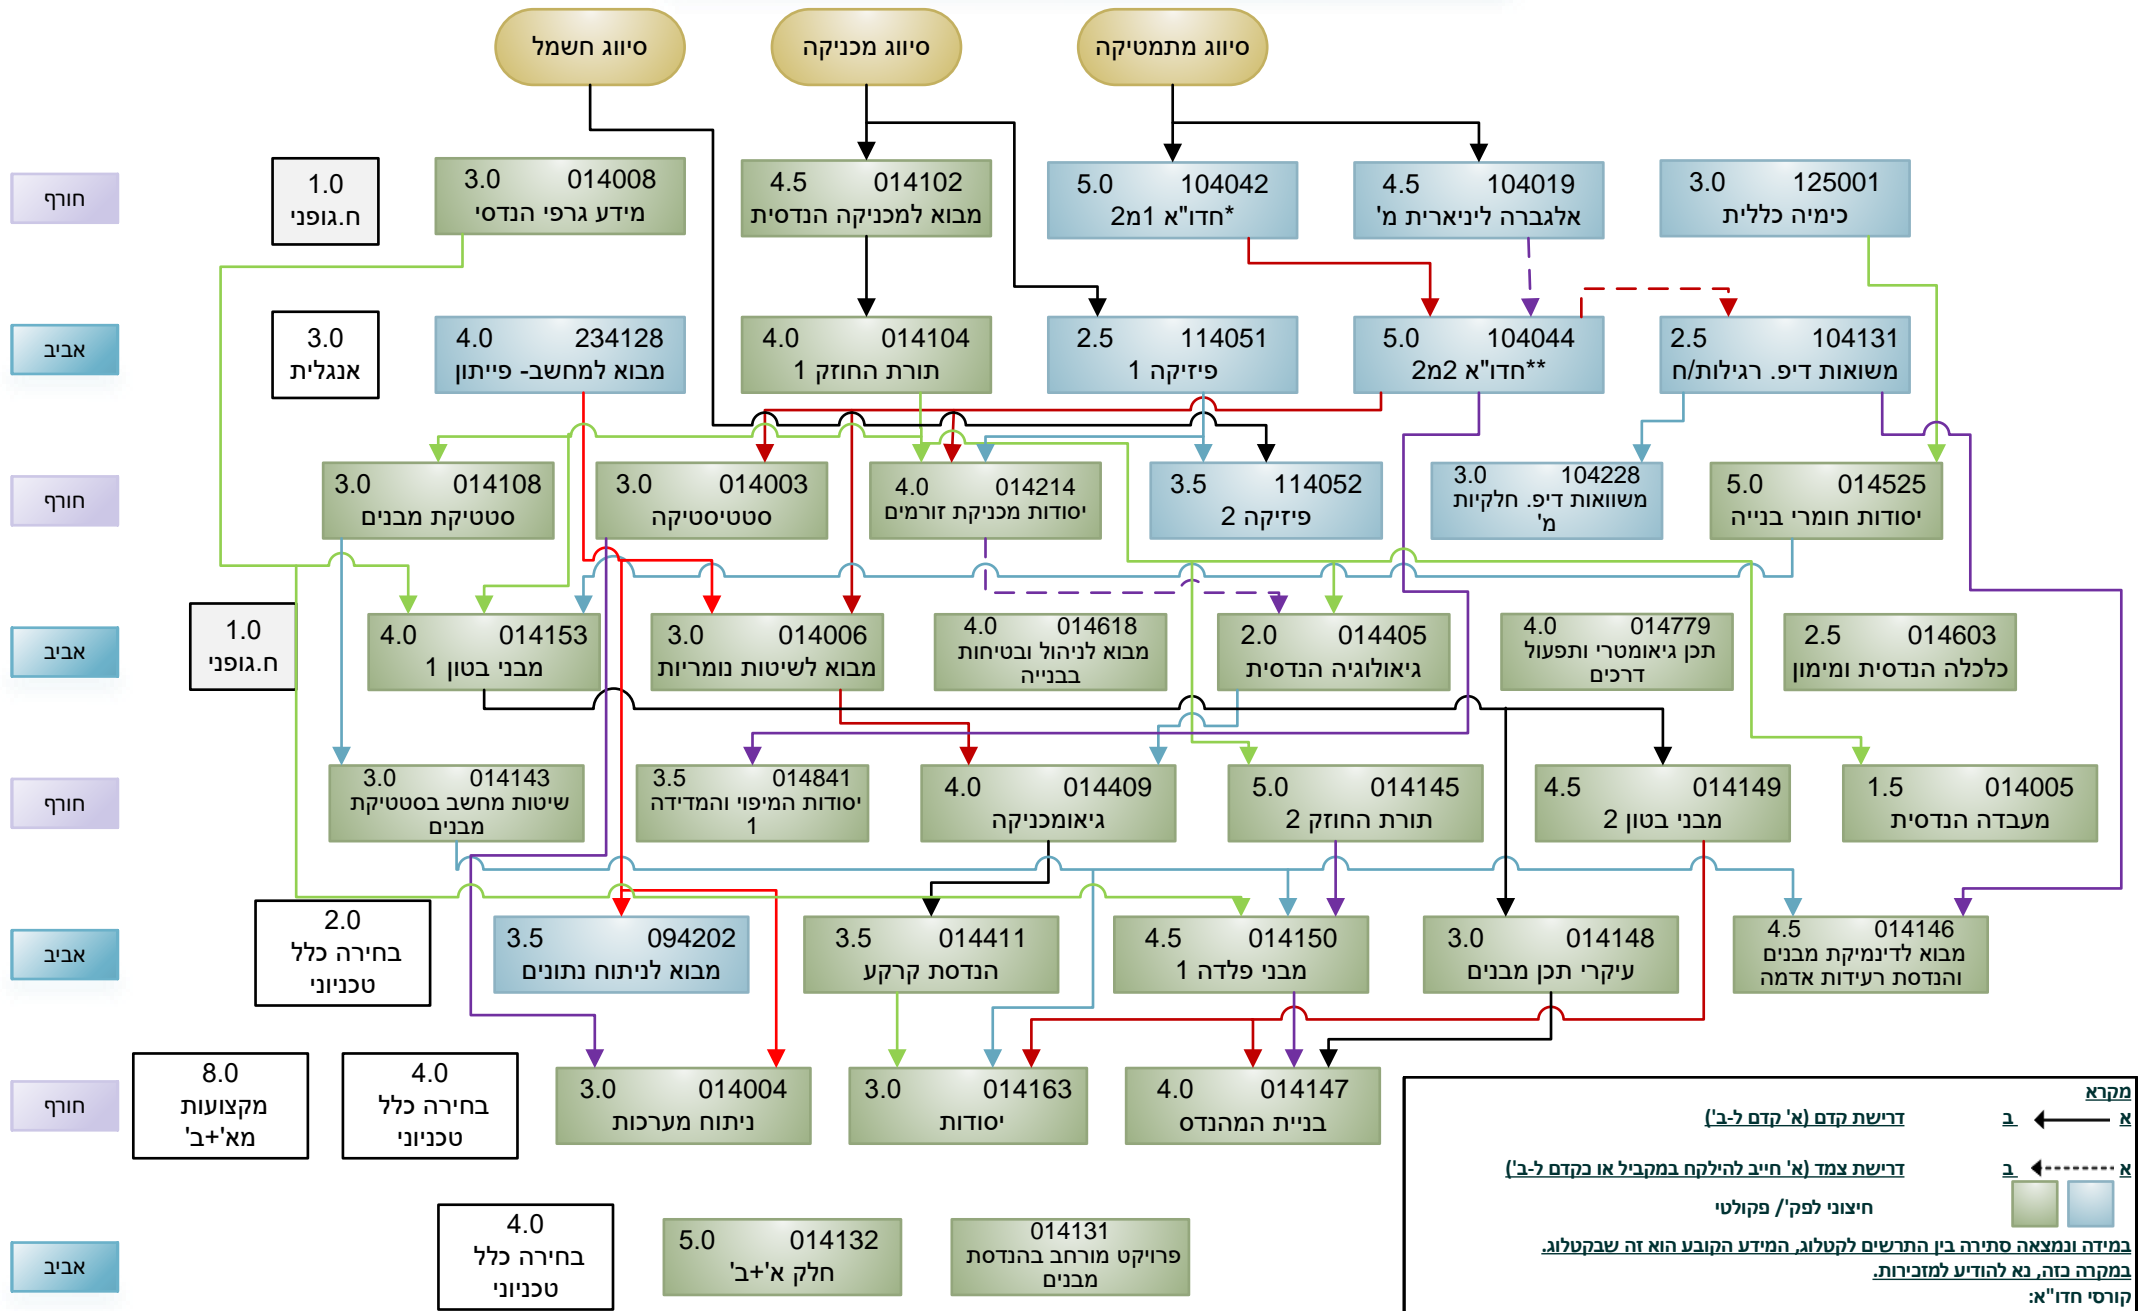 סיווג מתמטיקה
סיווג מכניקה
סיווג חשמל
חורף
125001 3.0
כימיה כללית
104019 4.5
אלגברה ליניארית מ'
104042 5.0
*חדו"א 1מ2
014102 4.5
מבוא למכניקה הנדסית
014008 3.0
מידע גרפי הנדסי
1.0
ח.גופני
אביב
104131 2.5
משואות דיפ. רגילות/ח
104044 5.0
**חדו"א 2מ2
114051 2.5
פיזיקה 1
014104 4.0
תורת החוזק 1
234128 4.0
מבוא למחשב- פייתון
3.0
אנגלית
חורף
014525 5.0
יסודות חומרי בנייה
104228 3.0
משוואות דיפ. חלקיות
מ'
114052 3.5
פיזיקה 2
014214 4.0
יסודות מכניקת זורמים
014003 3.0
סטטיסטיקה
014108 3.0
סטטיקת מבנים
אביב
014603 2.5
כלכלה הנדסית ומימון
014779 4.0
תכן גיאומטרי ותפעול
דרכים
014405 2.0
גיאולוגיה הנדסית
014618 4.0
מבוא לניהול ובטיחות
בבנייה
014006 3.0
מבוא לשיטות נומריות
014153 4.0
מבני בטון 1
1.0
ח.גופני
חורף
014005 1.5
מעבדה הנדסית
014149 4.5
מבני בטון 2
014145 5.0
תורת החוזק 2
014409 4.0
גיאומכניקה
014841 3.5
יסודות המיפוי והמדידה
1
014143 3.0
שיטות מחשב בסטטיקת
מבנים
אביב
014146 4.5
מבוא לדינמיקת מבנים
והנדסת רעידות אדמה
014148 3.0
עיקרי תכן מבנים
014150 4.5
מבני פלדה 1
014411 3.5
הנדסת קרקע
094202 3.5
מבוא לניתוח נתונים
2.0
בחירה כלל
טכניוני
חורף
014147 4.0
בניית המהנדס
014163 3.0
יסודות
014004 3.0
ניתוח מערכות
4.0
בחירה כלל
טכניוני
8.0
מקצועות
מא'+ב'
אביב
014131
פרויקט מורחב בהנדסת
מבנים
014132 5.0
חלק א'+ב'
4.0
בחירה כלל
טכניוני
מקרא
א ב דרישת קדם (א' קדם ל-ב')
א ב דרישת צמד (א' חייב להילקח במקביל או כקדם ל-ב')
חיצוני לפק'/ פקולטי
במידה ונמצאה סתירה בין התרשים לקטלוג, המידע הקובע הוא זה שבקטלוג.
במקרה כזה, נא להודיע למזכירות.
קורסי חדו"א: